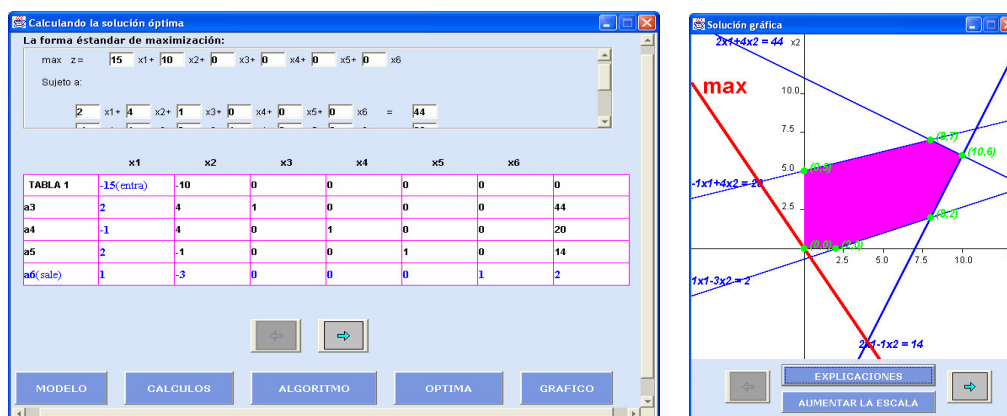 Calculando la solución óptima
La forma éstandar de maximización:
max z = 15 x1+ 10 x2+ 0 x3+ 0 x4+ 0 x5+ 0 x6
Sujeto a:
2 x1+ 4 x2+ 1 x3+ 0 x4+ 0 x5+ 0 x6 = 44
x1 x2 x3 x4 x5 x6
TABLA 1 -15(entra) -10 0 0 0 0 0
a3 2 4 1 0 0 0 44
a4 -1 4 0 1 0 0 20
a5 2 -1 0 0 1 0 14
a6(sale) 1 -3 0 0 0 1 2
MODELO CALCULOS ALGORITMO OPTIMA GRAFICO
Solución gráfica
2x1+4x2 = 44 x2
max
10.0
7.5
(8,7)
(10,6)
5.0
(0,5)
-1x1+4x2 = 20
2.5
(8,2)
(0,0) (2,0)
2.5 5.0 7.5 10.0
1x1-3x2 = 2
2x1-1x2 = 14
EXPLICACIONES
AUMENTAR LA ESCALA